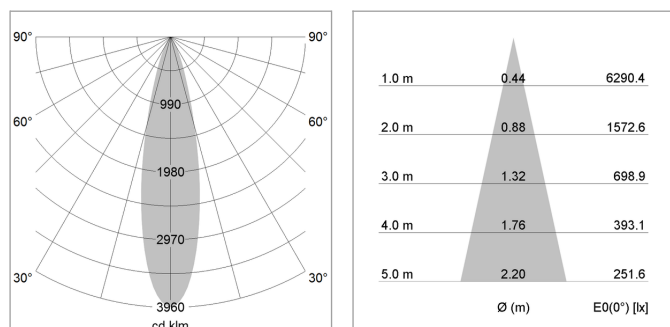 90° 90°
990
60° 60°
1980
2970
30° 30°
3960
cd klm
1.0 m 0.44 6290.4
2.0 m 0.88 1572.6
3.0 m 1.32 698.9
4.0 m 1.76 393.1
5.0 m 2.20 251.6
Ø (m) E0(0°) [lx]